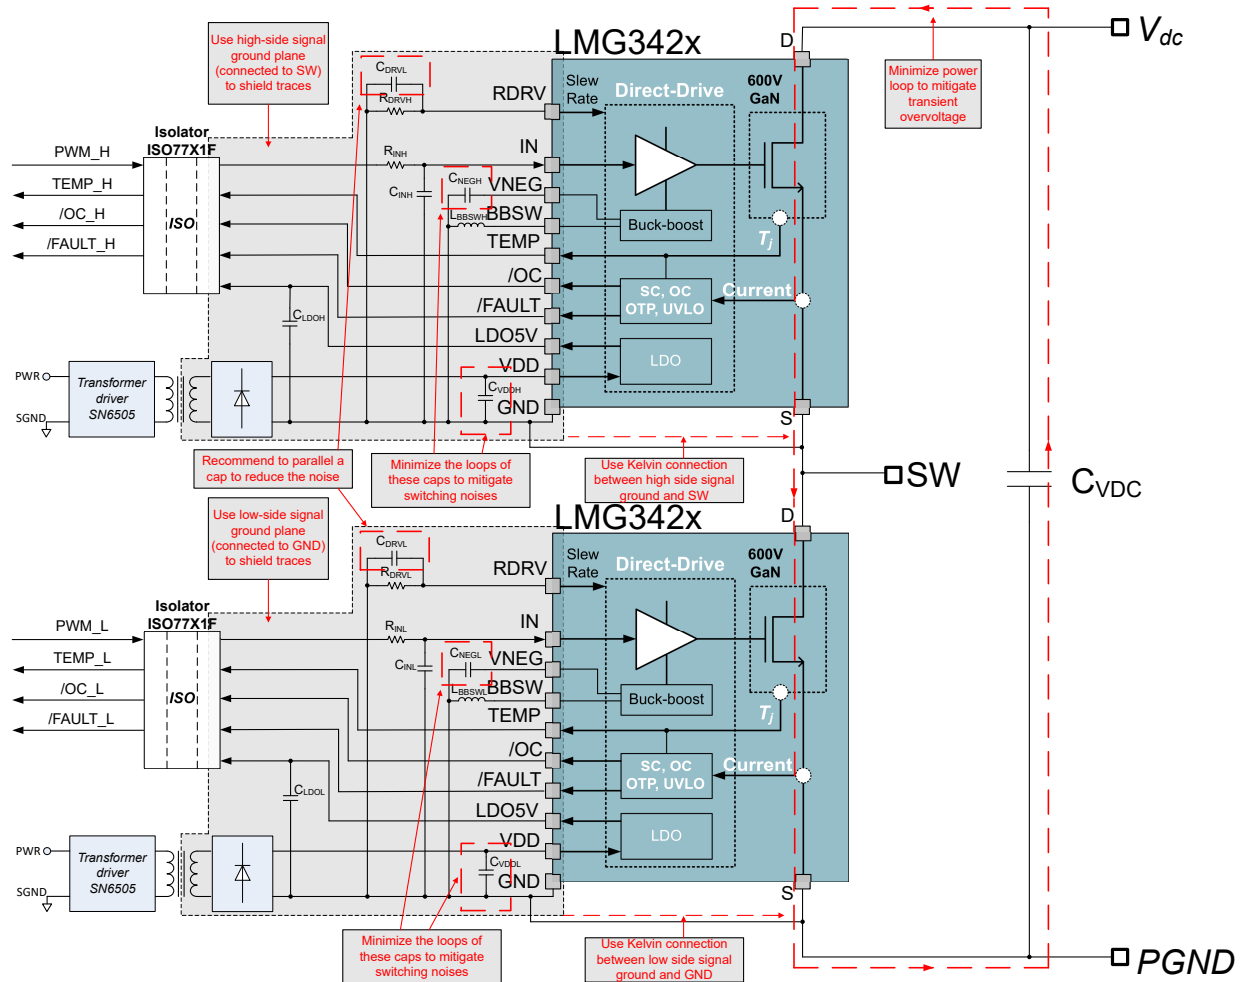 Use high-side signal
ground plane
(connected to SW)
to shield traces
CDRVL
RDRVH
LMG342x
D
Vdc
Minimize power
loop to mitigate
transient
overvoltage
RDRV
Slew
Rate
Direct-Drive
600V
GaN
Isolator
ISO77X1F
PWM_H
TEMP_H
/OC_H
/FAULT_H
ISO
RINH
CINH
CNEGH
LBBSWH
IN
VNEG
BBSW
TEMP
/OC
/FAULT
LDO5V
VDD
GND
Buck-boost
Tj
SC, OC
OTP, UVLO
Current
LDO
CLDOH
CVDDH
PWR
SGND
Transformer
driver
SN6505
S
Recommend to parallel a
cap to reduce the noise
Minimize the loops of
these caps to mitigate
switching noises
Use Kelvin connection
between high side signal
ground and SW
SW
CVDC
Use low-side signal
ground plane
(connected to GND)
to shield traces
CDRVL
RDRVL
LMG342x
D
RDRV
Slew
Rate
Direct-Drive
600V
GaN
Isolator
ISO77X1F
PWM_L
TEMP_L
/OC_L
/FAULT_L
ISO
RINL
CINL
CNEGL
LBBSWL
IN
VNEG
BBSW
TEMP
/OC
/FAULT
LDO5V
VDD
GND
Buck-boost
Tj
SC, OC
OTP, UVLO
Current
LDO
CLDOL
CVDDL
PWR
SGND
Transformer
driver
SN6505
S
Minimize the loops of
these caps to mitigate
switching noises
Use Kelvin connection
between low side signal
ground and GND
PGND